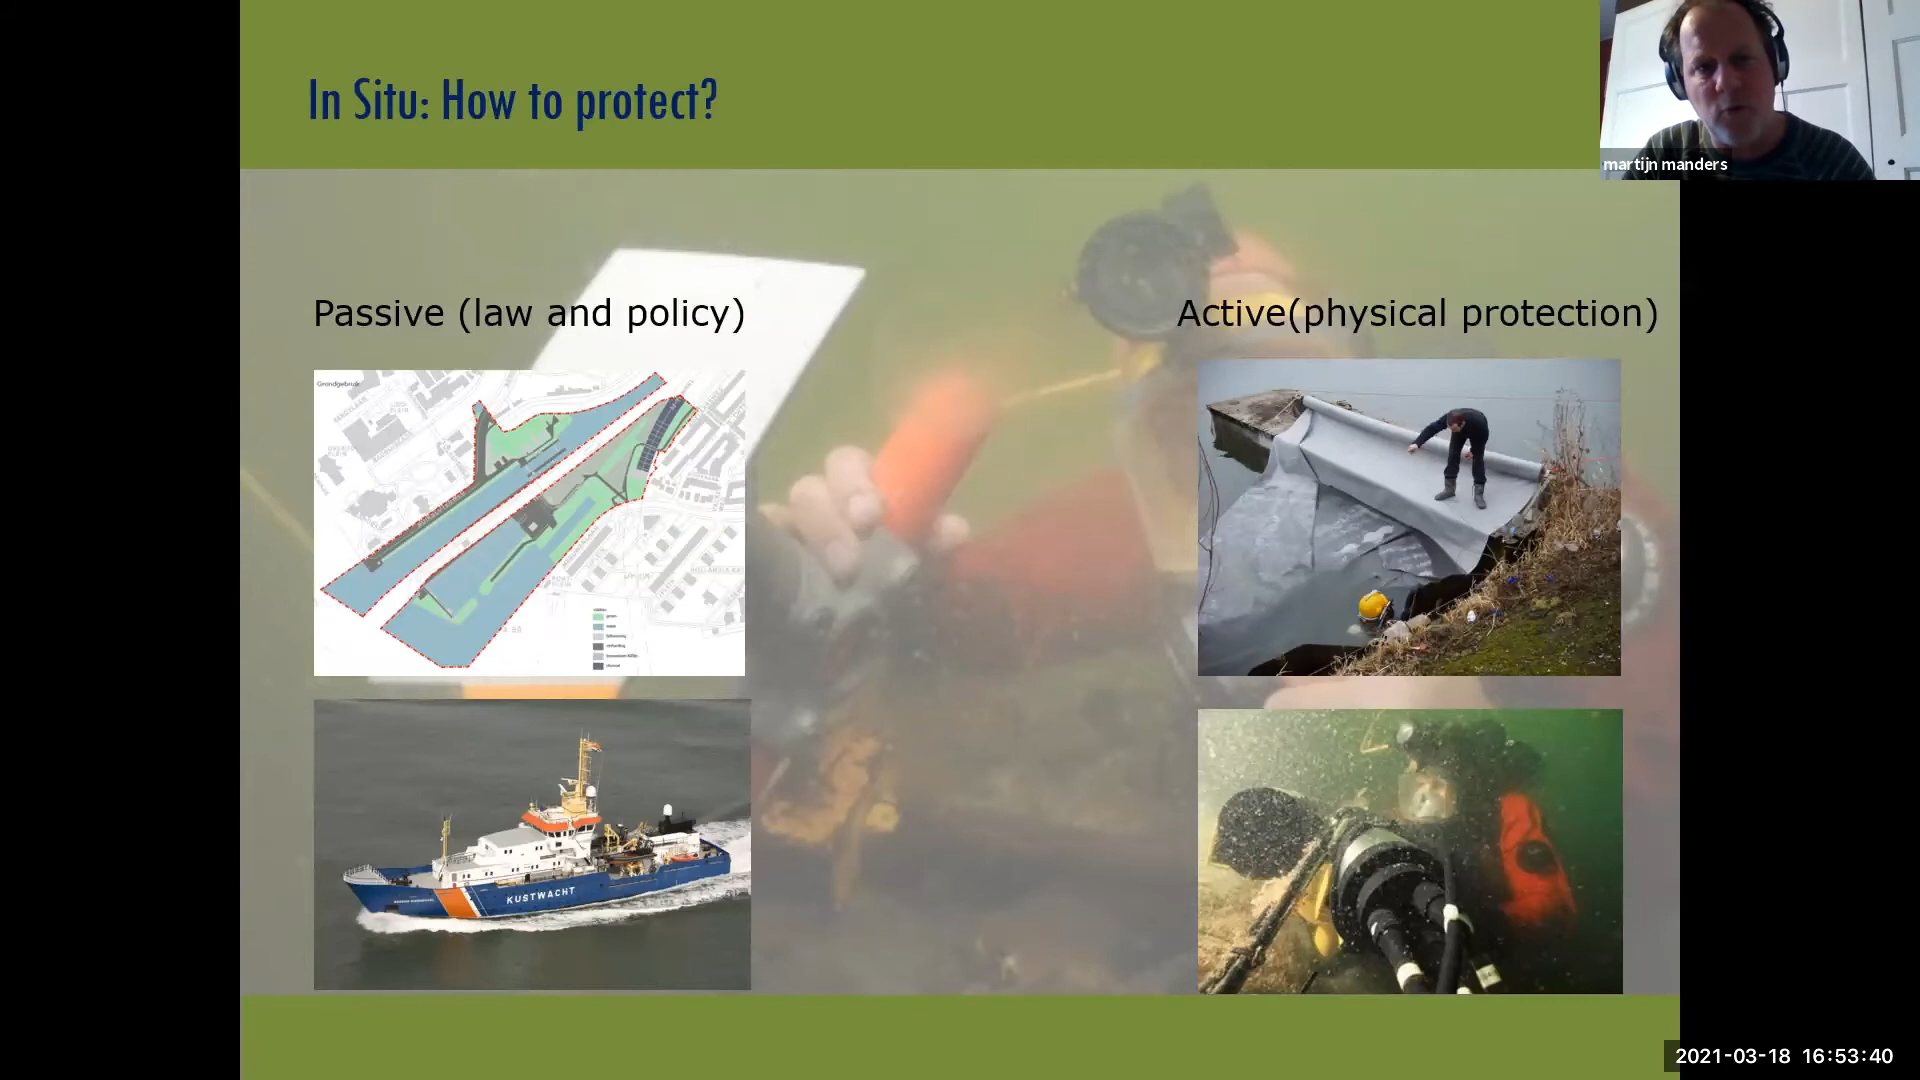 In Situ: How to protect?
martijn manders
Passive (law and policy)
Active(physical protection)
Grondgebruik
KUSTWACHT
2021-03-18 16:53:40